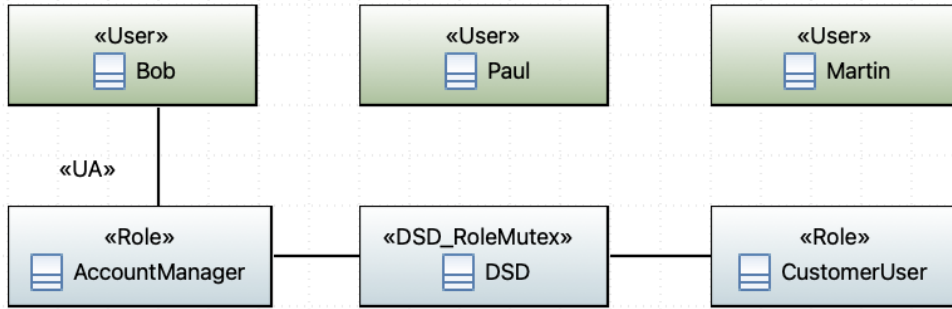 «User»
Bob
«User»
Paul
«User»
Martin
«UA»
«Role»
AccountManager
«DSD_RoleMutex»
DSD
«Role»
CustomerUser